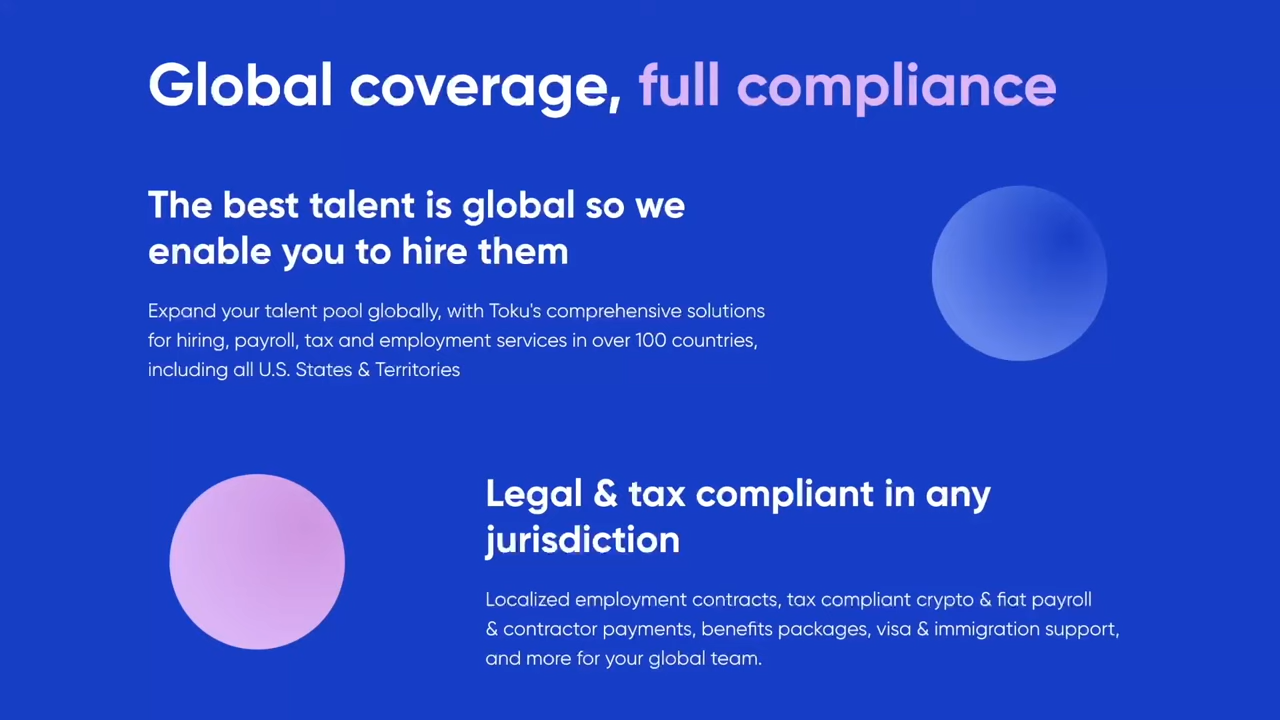 Global coverage, full compliance
The best talent is global so we
enable you to hire them
Expand your talent pool globally, with Toku's comprehensive solutions
for hiring, payroll, tax and employment services in over 100 countries,
including all U.S. States & Territories
Legal & tax compliant in any
jurisdiction
Localized employment contracts, tax compliant crypto & fiat payroll
& contractor payments, benefits packages, visa & immigration support,
and more for your global team.